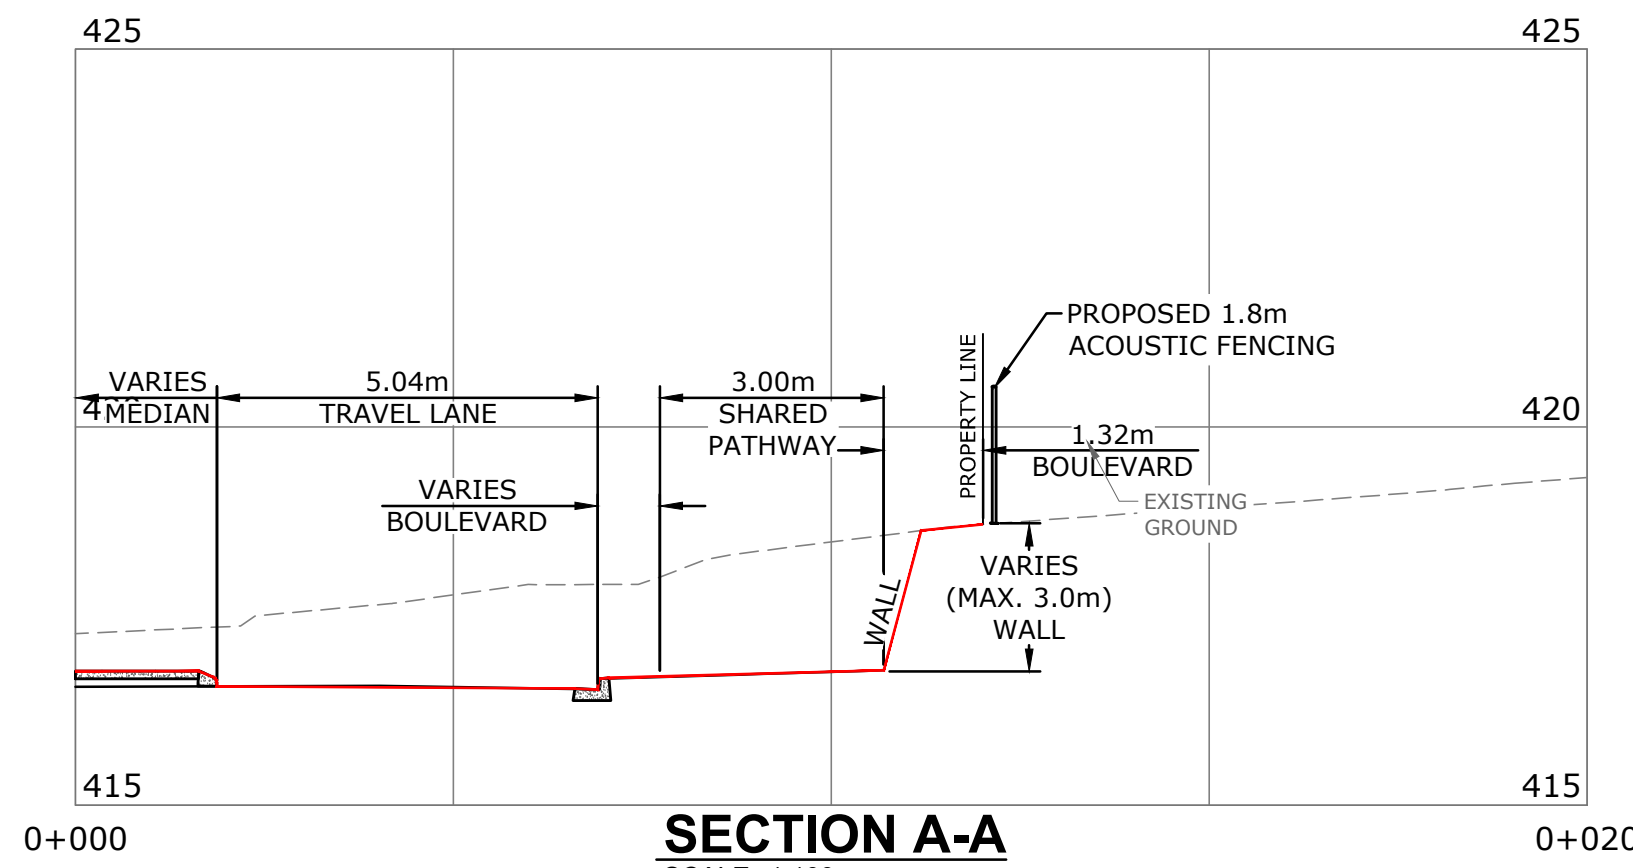 425
425
PROPOSED 1.8m
ACOUSTIC FENCING
PROPERTY LINE
VARIES
MEDIAN
5.04m
TRAVEL LANE
3.00m
SHARED
PATHWAY
420
1.32m
BOULEVARD
VARIES
BOULEVARD
EXISTING
GROUND
WALL
VARIES
(MAX. 3.0m)
WALL
415
415
0+000
SECTION A-A
0+020